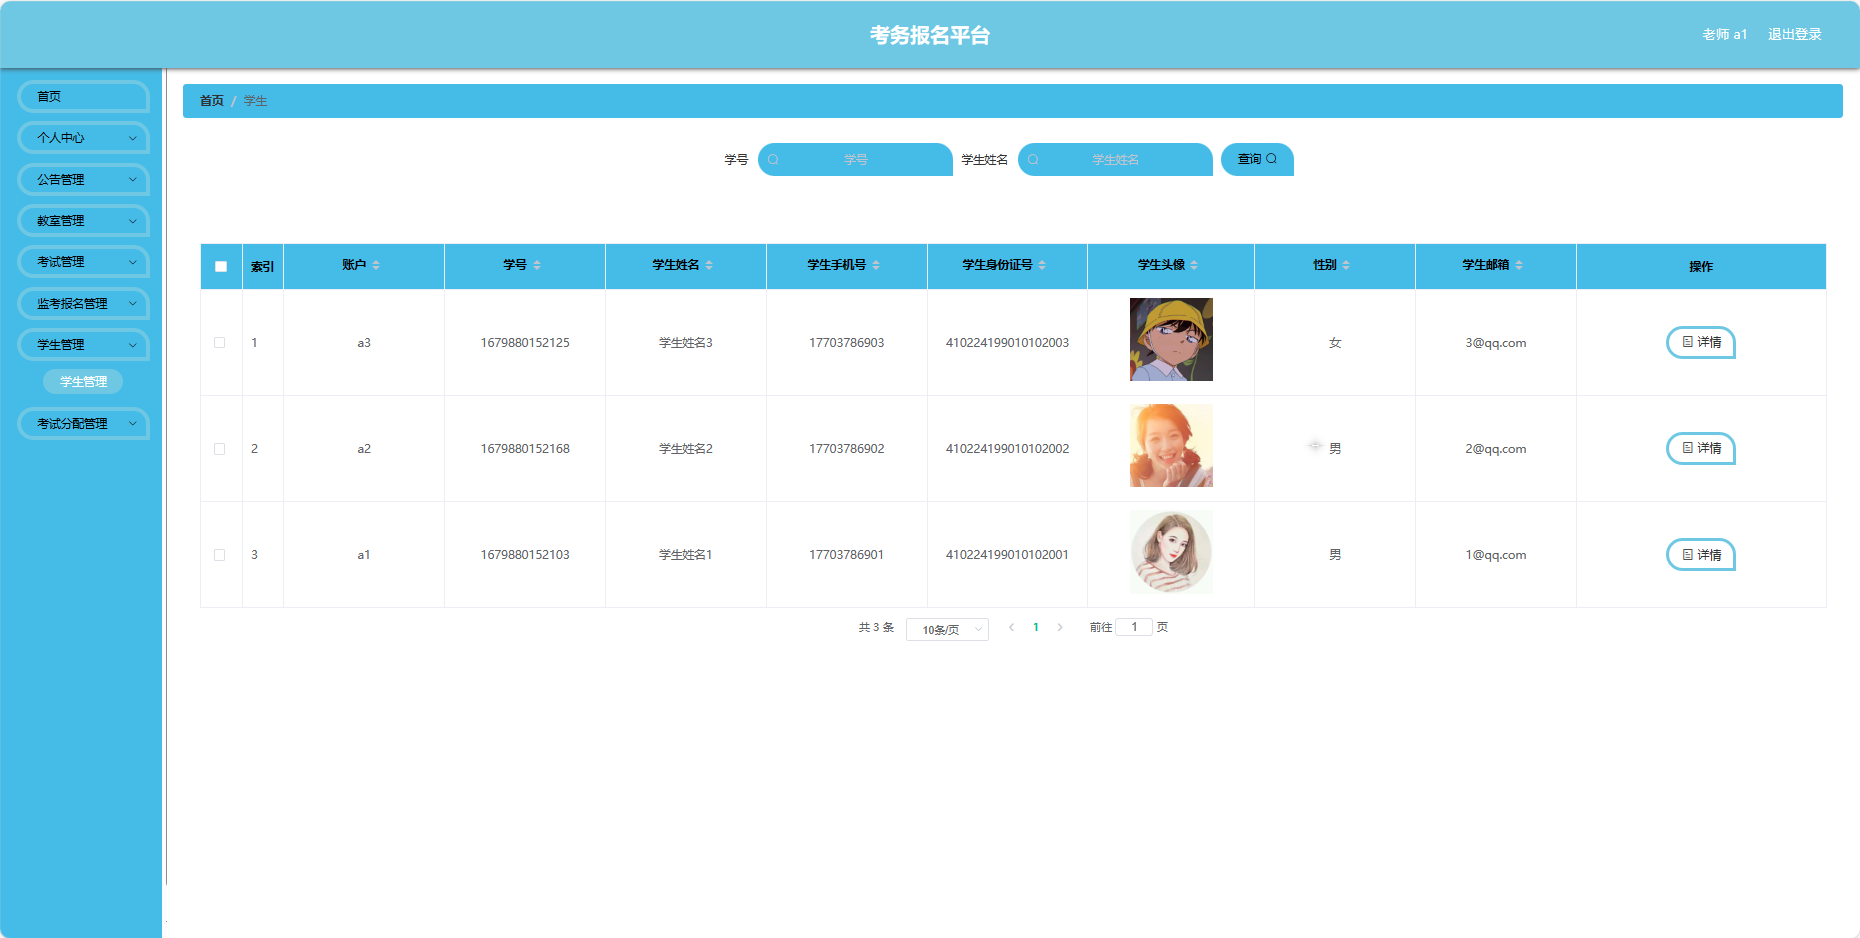 考务报名平台
老师 a1 退出登录
首页
个人中心
公告管理
教室管理
考试管理
监考报名管理
学生管理
学生管理
考试分配管理
首页 / 学生
学号 学号 学生姓名 学生姓名 查询
索引 账户 学号 学生姓名 学生手机号 学生身份证号 学生头像 性别 学生邮箱 操作
1 a3 1679880152125 学生姓名3 17703786903 410224199010102003 女 3@qq.com 详情
2 a2 1679880152168 学生姓名2 17703786902 410224199010102002 男 2@qq.com 详情
3 a1 1679880152103 学生姓名1 17703786901 410224199010102001 男 1@qq.com 详情
共 3 条 10条/页 1 前往 1 页